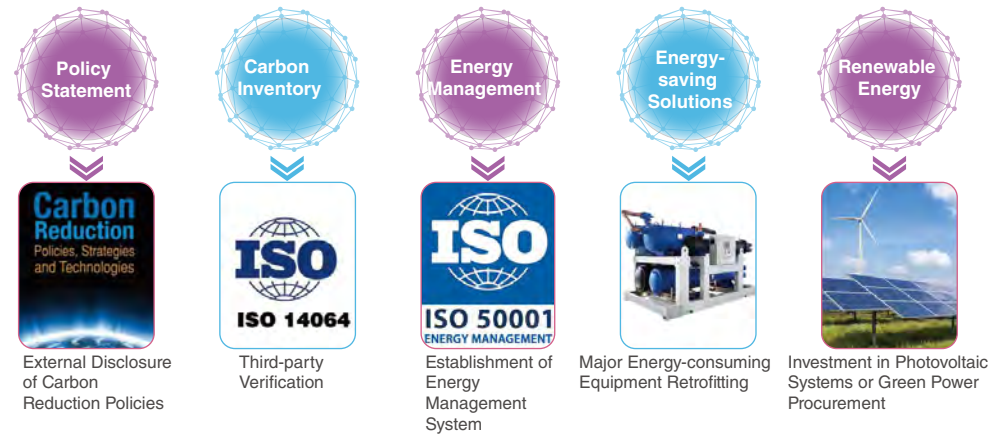 Policy
Statement
Carbon
Inventory
Energy
Management
Energy-
saving
Solutions
Renewable
Energy
Carbon
Reduction
Policies, Strategies
and Technologies
ISO
ISO 14064
ISO
ISO 50001
ENERGY MANAGEMENT
External Disclosure
of Carbon
Reduction Policies
Third-party
Verification
Establishment of
Energy
Management
System
Major Energy-consuming
Equipment Retrofitting
Investment in Photovoltaic
Systems or Green Power
Procurement